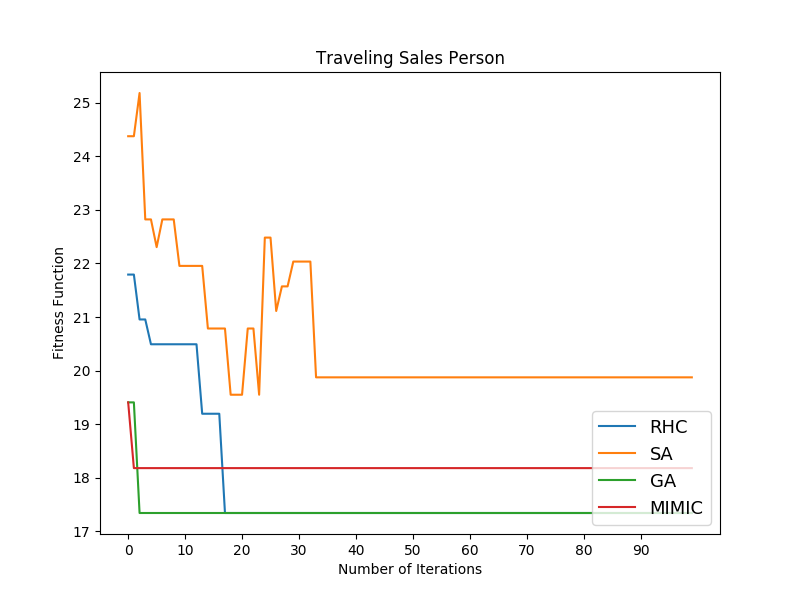 Traveling Sales Person
Fitness Function
25
24
23
22
21
20
19
18
17
0 10 20 30 40 50 60 70 80 90
Number of Iterations
RHC
SA
GA
MIMIC